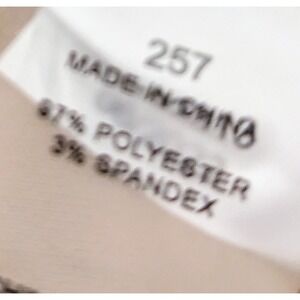 257
MADE IN CHINA
97% POLYESTER
3% SPANDEX